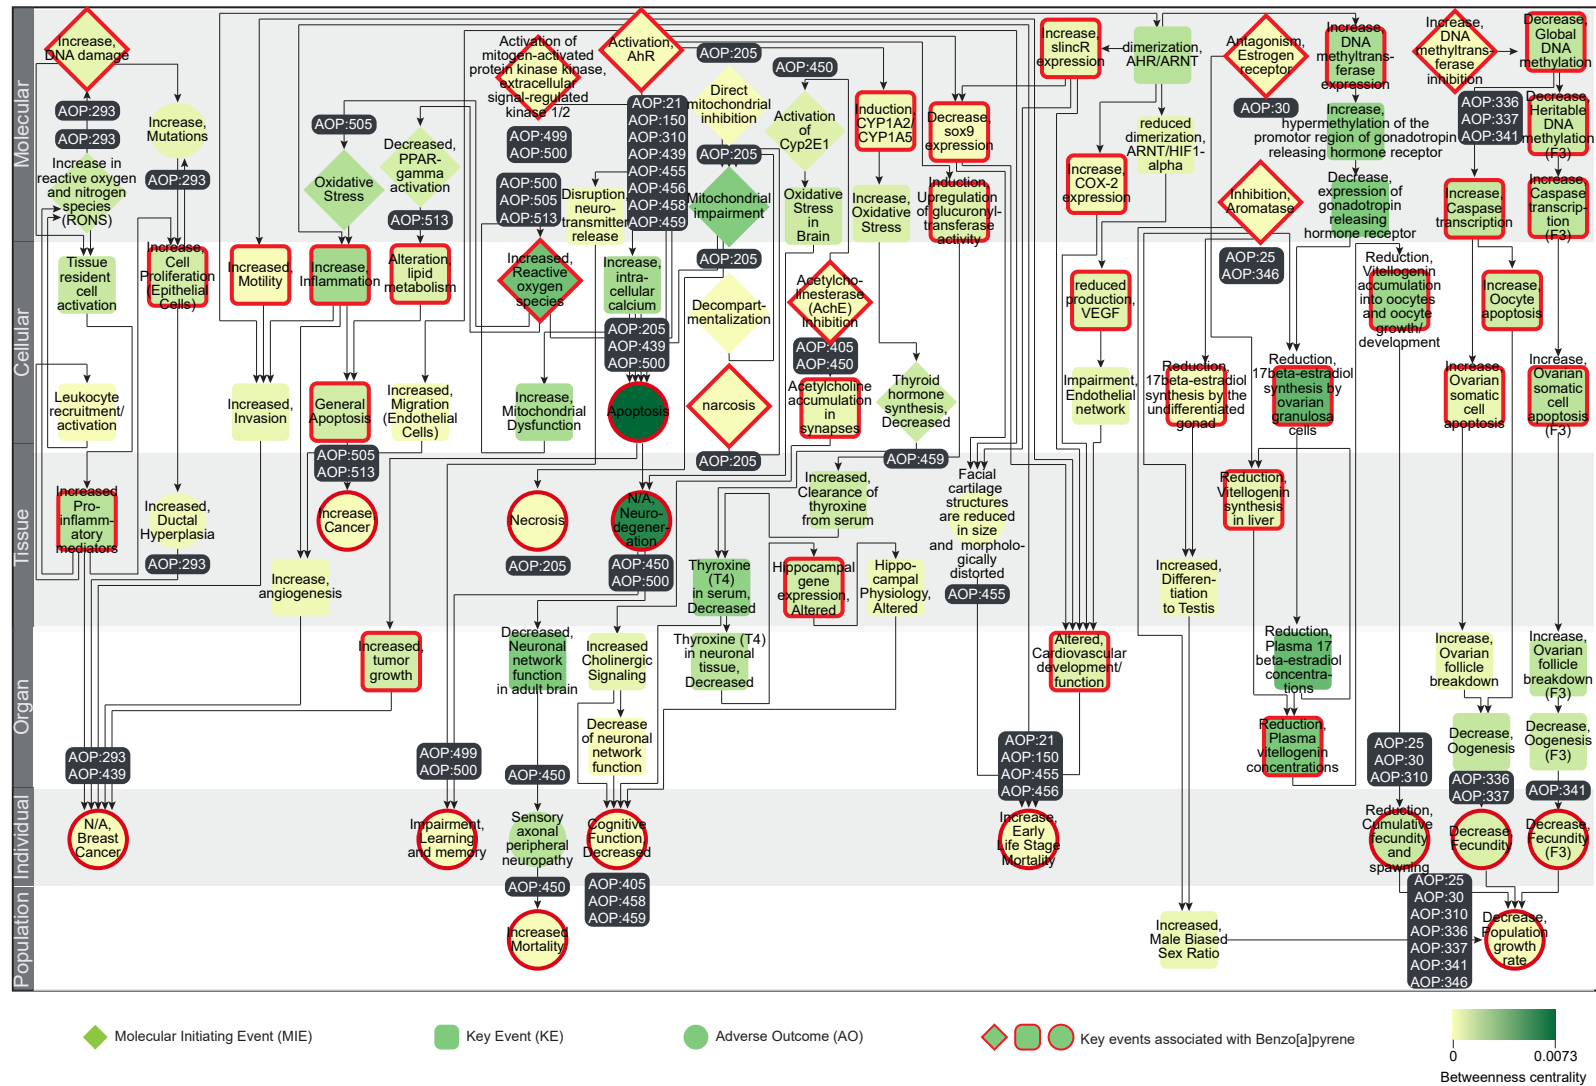 Molecular
Cellular
Tissue
Organ
Individual
Population
Increase,
DNA damage
AOP:293
AOP:293
Increase in
reactive oxygen
and nitrogen
species
(RONS)
Increase,
Mutations
AOP:293
AOP:505
Oxidative
Stress
Decreased,
PPAR-
gamma
activation
AOP:513
Activation of
mitogen-activated
protein kinase kinase,
extracellular
signal-regulated
kinase 1/2
AOP:499
AOP:500
AOP:500
AOP:505
AOP:513
Activation,
AhR
AOP:21
AOP:150
AOP:310
AOP:439
AOP:455
AOP:456
AOP:458
AOP:459
Disruption,
neuro-
transmitter
release
AOP:205
Direct
mitochondrial
inhibition
AOP:205
Mitochondrial
impairment
AOP:205
AOP:450
Activation
of
Cyp2E1
Oxidative
Stress
in
Brain
Induction,
CYP1A2/
CYP1A5
Increase,
Oxidative
Stress
Decrease,
sox9
expression
Induction,
Upregulation
of glucuronyl-
transferase
activity
Increase,
slincR
expression
dimerization,
AHR/ARNT
reduced
dimerization,
ARNT/HIF1-
alpha
Increase,
COX-2
expression
Antagonism,
Estrogen
receptor
AOP:30
Inhibition,
Aromatase
AOP:25
AOP:346
Increase,
DNA
methyltrans-
ferase
expression
Increase,
hypermethylation of the
promotor region of gonadotropin
releasing hormone
hormone receptor
Decrease,
expression of
gonadotropin
releasing
hormone receptor
Increase,
DNA
methyltrans-
ferase
inhibition
AOP:336
AOP:337
AOP:341
Decrease,
Global
DNA
methylation
Decrease,
Heritable
DNA
methylation
(F3)
Increase,
Caspase
transcription
Increase,
Caspase
transcrip-
tion
(F3)
Tissue
resident
cell
activation
Increase,
Cell
Proliferation
(Epithelial
Cells)
Increased,
Motility
Increase,
Inflammation
Alteration,
lipid
metabolism
Increased,
Reactive
oxygen
species
Increase,
intra-
cellular
calcium
AOP:205
AOP:439
AOP:500
Decompart-
mentalization
Acetylcho-
linesterase
(AchE)
Inhibition
AOP:405
AOP:450
reduced
production,
VEGF
Reduction,
Vitellogenin
accumulation
into oocytes
and oocyte
growth/
development
Increase,
Oocyte
apoptosis
Leukocyte
recruitment/
activation
Increased,
Invasion
General
Apoptosis
Increased,
Migration
(Endothelial
Cells)
Increase,
Mitochondrial
Dysfunction
Apoptosis
narcosis
Acetylcholine
accumulation
in
synapses
Thyroid
hormone
synthesis,
Decreased
Impairment,
Endothelial
network
Reduction,
17beta-estradiol
synthesis by the
undifferentiated
gonad
Reduction,
17beta-estradiol
synthesis by
ovarian
granulosa
cells
Increase,
Ovarian
somatic
cell
apoptosis
Increase,
Ovarian
somatic
cell
apoptosis
(F3)
AOP:505
AOP:513
AOP:205
AOP:459
Increased
Pro-
inflamm-
atory
mediators
Increased,
Ductal
Hyperplasia
AOP:293
Increase,
Cancer
Necrosis
AOP:205
N/A,
Neuro-
degener-
ation
AOP:450
AOP:500
Increased,
Clearance of
thyroxine
from serum
Facial
cartilage
structures
are reduced
in size
and morpholo-
gically
distorted
AOP:455
Reduction,
Vitellogenin
synthesis
in liver
Increase,
angiogenesis
Thyroxine
(T4)
in serum,
Decreased
Hippocampal
gene
expression,
Altered
Hippo-
campal
Physiology,
Altered
Increased,
Differen-
tiation
to Testis
Increased,
tumor
growth
Decreased,
Neuronal
network
function
in adult brain
Increased
Cholinergic
Signaling
Thyroxine (T4)
in neuronal
tissue,
Decreased
Altered,
Cardiovascular
development/
function
Reduction,
Plasma 17
beta-estradiol
concentra-
tions
Increase,
Ovarian
follicle
breakdown
Increase,
Ovarian
follicle
breakdown
(F3)
Decrease
of neuronal
network
function
Reduction,
Plasma
vitellogenin
concentrations
Decrease,
Oogenesis
Decrease,
Oogenesis
(F3)
AOP:293
AOP:439
AOP:499
AOP:500
AOP:450
AOP:21
AOP:150
AOP:455
AOP:456
AOP:25
AOP:30
AOP:310
AOP:336
AOP:337
AOP:341
N/A,
Breast
Cancer
Impairment,
Learning
and memory
Sensory
axonal
peripheral
neuropathy
Cognitive
Function,
Decreased
Increase,
Early
Life Stage
Mortality
Reduction,
Cumulative
fecundity
and
spawning
Decrease,
Fecundity
Decrease,
Fecundity
(F3)
AOP:450
AOP:405
AOP:458
AOP:459
AOP:25
AOP:30
AOP:310
AOP:336
AOP:337
AOP:341
AOP:346
Increased
Mortality
Increased,
Male Biased
Sex Ratio
Decrease,
Population
growth
rate
Molecular Initiating Event (MIE)
Key Event (KE)
Adverse Outcome (AO)
Key events associated with Benzo[a]pyrene
0
0.0073
Betweenness centrality